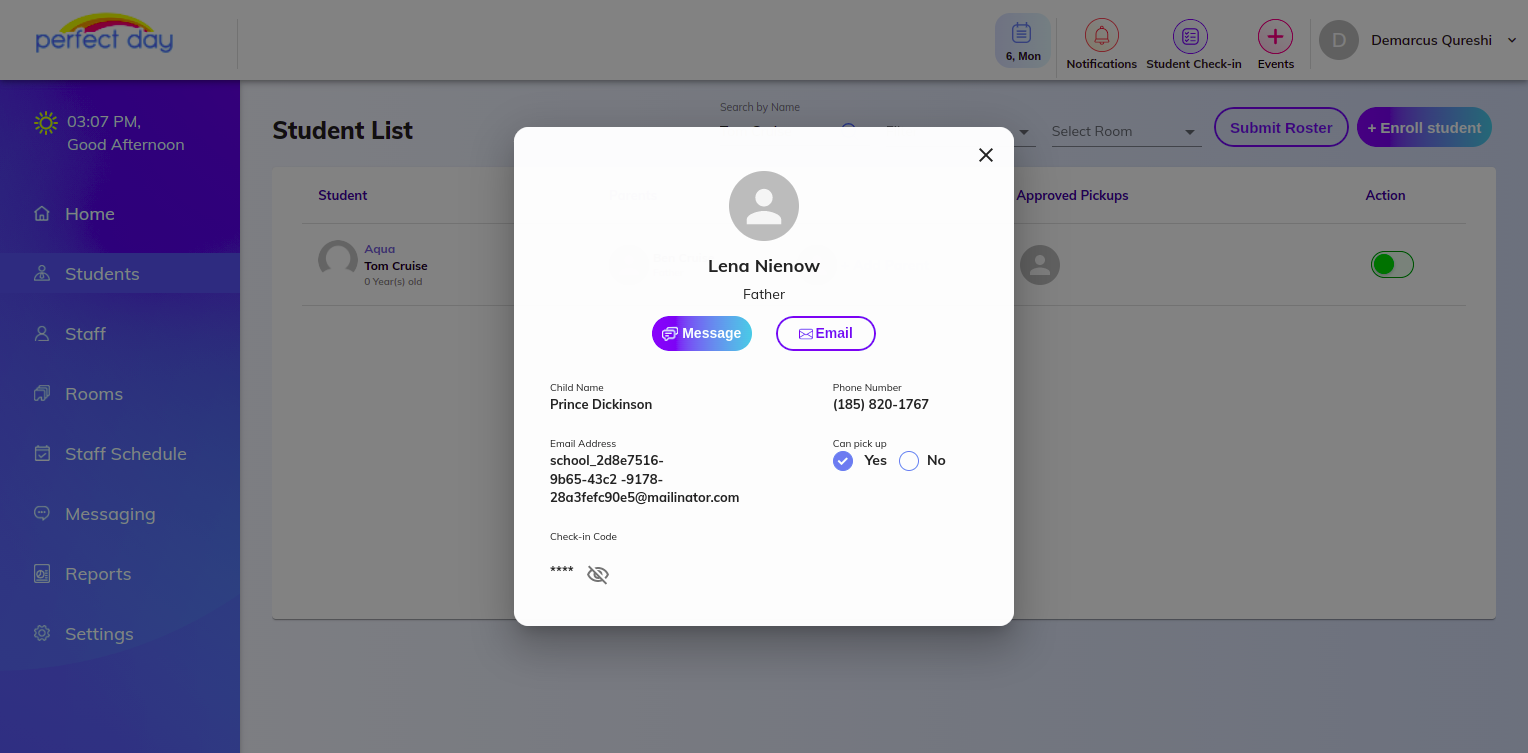 perfect day
6, Mon
Notifications
Student Check-in
Events
D
Demarcus Qureshi
03:07 PM,
Good Afternoon
Home
Students
Staff
Rooms
Staff Schedule
Messaging
Reports
Settings
Student List
Search by Name
Select Room
Submit Roster
+ Enroll student
Student
Approved Pickups
Action
Aqua
Tom Cruise
0 Year(s) old
Lena Nienow
Father
Message
Email
Child Name
Prince Dickinson
Phone Number
(185) 820-1767
Email Address
school_2d8e7516-
9b65-43c2 -9178-
28a3fefc90e5@mailinator.com
Can pick up
Yes
No
Check-in Code
****